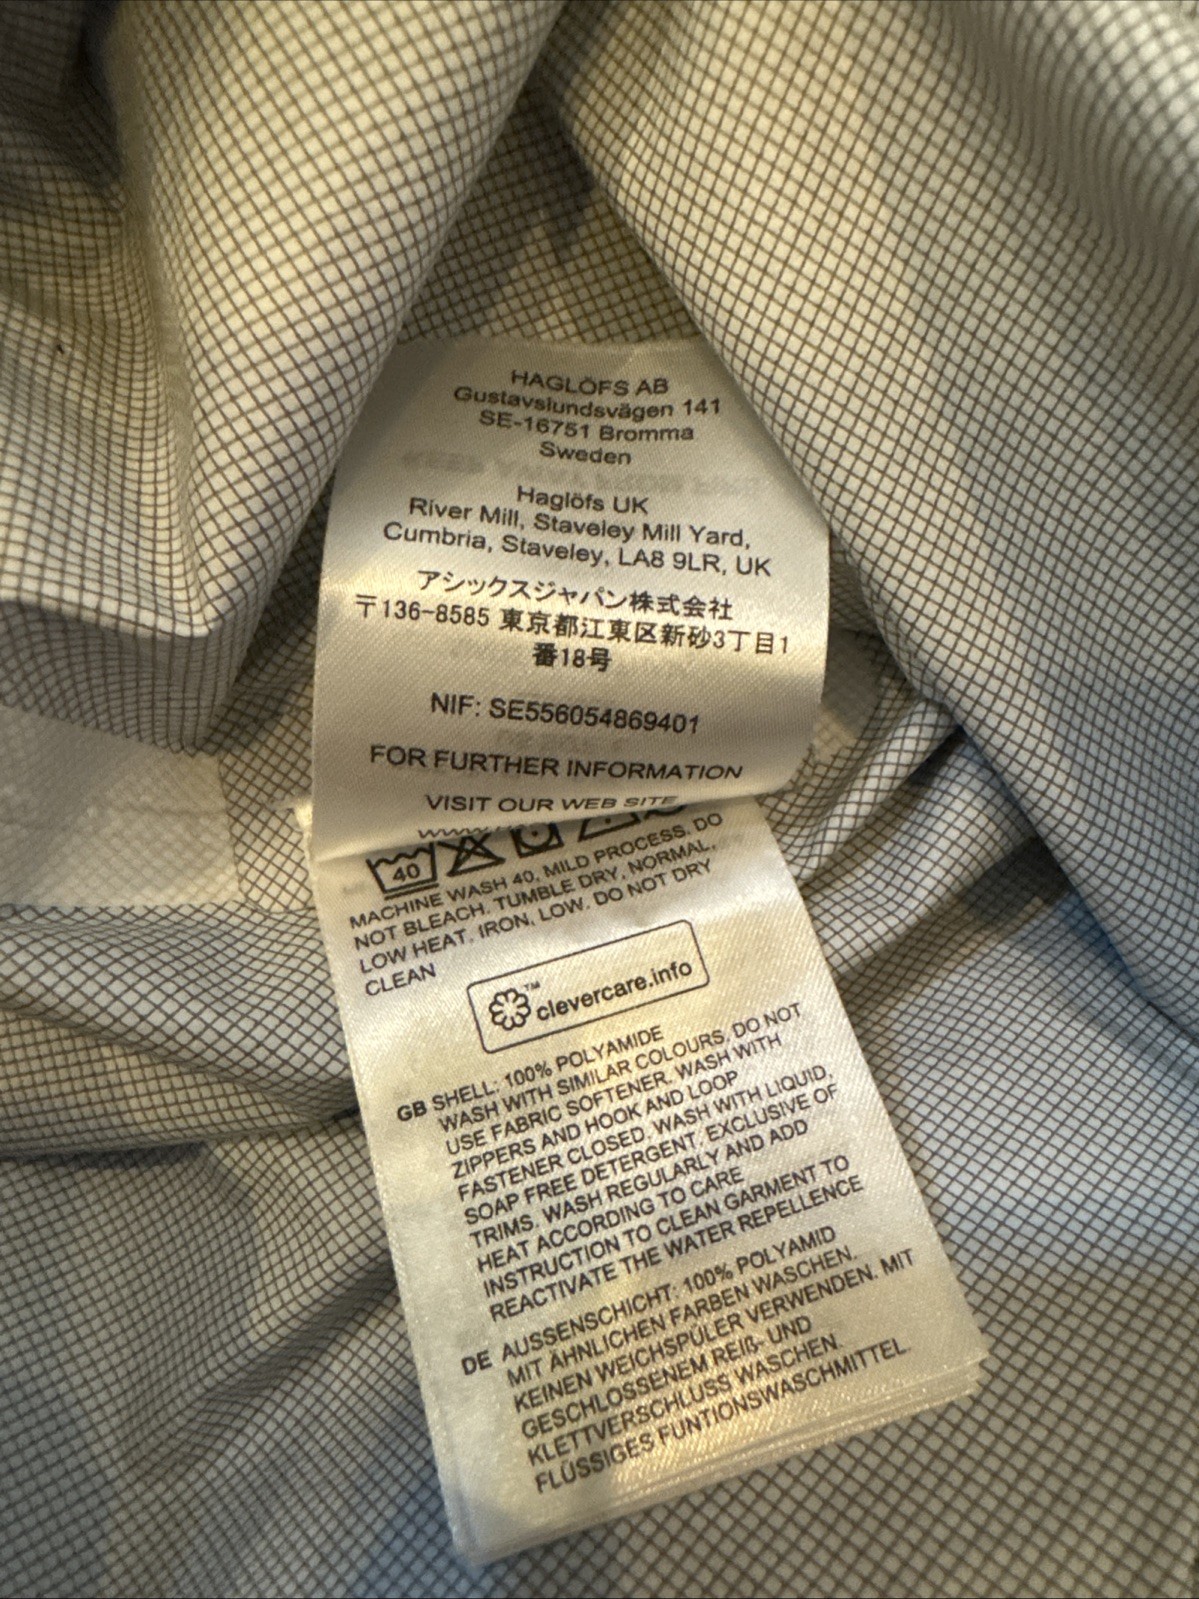 HAGLÖFS AB
Gustavslundsvägen 141
SE-16751 Bromma
Sweden
Haglöfs UK
River Mill, Staveley Mill Yard,
Cumbria, Staveley, LA8 9LR, UK
アシックスジャパン株式会社
〒136-8585 東京都江東区新砂3丁目1
番18号
NIF: SE556054869401
FOR FURTHER INFORMATION
VISIT OUR WEB SITE
40
MACHINE WASH 40, MILD PROCESS. DO
NOT BLEACH. TUMBLE DRY, NORMAL,
LOW HEAT. IRON, LOW. DO NOT DRY
CLEAN
™ clevercare.info
GB SHELL: 100% POLYAMIDE
WASH WITH SIMILAR COLOURS. DO NOT
USE FABRIC SOFTENER. WASH WITH
ZIPPERS AND HOOK AND LOOP
FASTENER CLOSED. WASH WITH LIQUID,
SOAP FREE DETERGENT. EXCLUSIVE OF
TRIMS. WASH REGULARLY AND ADD
HEAT ACCORDING TO CARE
INSTRUCTION TO CLEAN GARMENT TO
REACTIVATE THE WATER REPELLENCE
DE AUSSENSCHICHT: 100% POLYAMID
MIT ÄHNLICHEN FARBEN WASCHEN.
KEINEN WEICHSPÜLER VERWENDEN. MIT
GESCHLOSSENEM REIß- UND
KLETTVERSCHLUSS WASCHEN.
FLÜSSIGES FUNTIONSWASCHMITTEL.